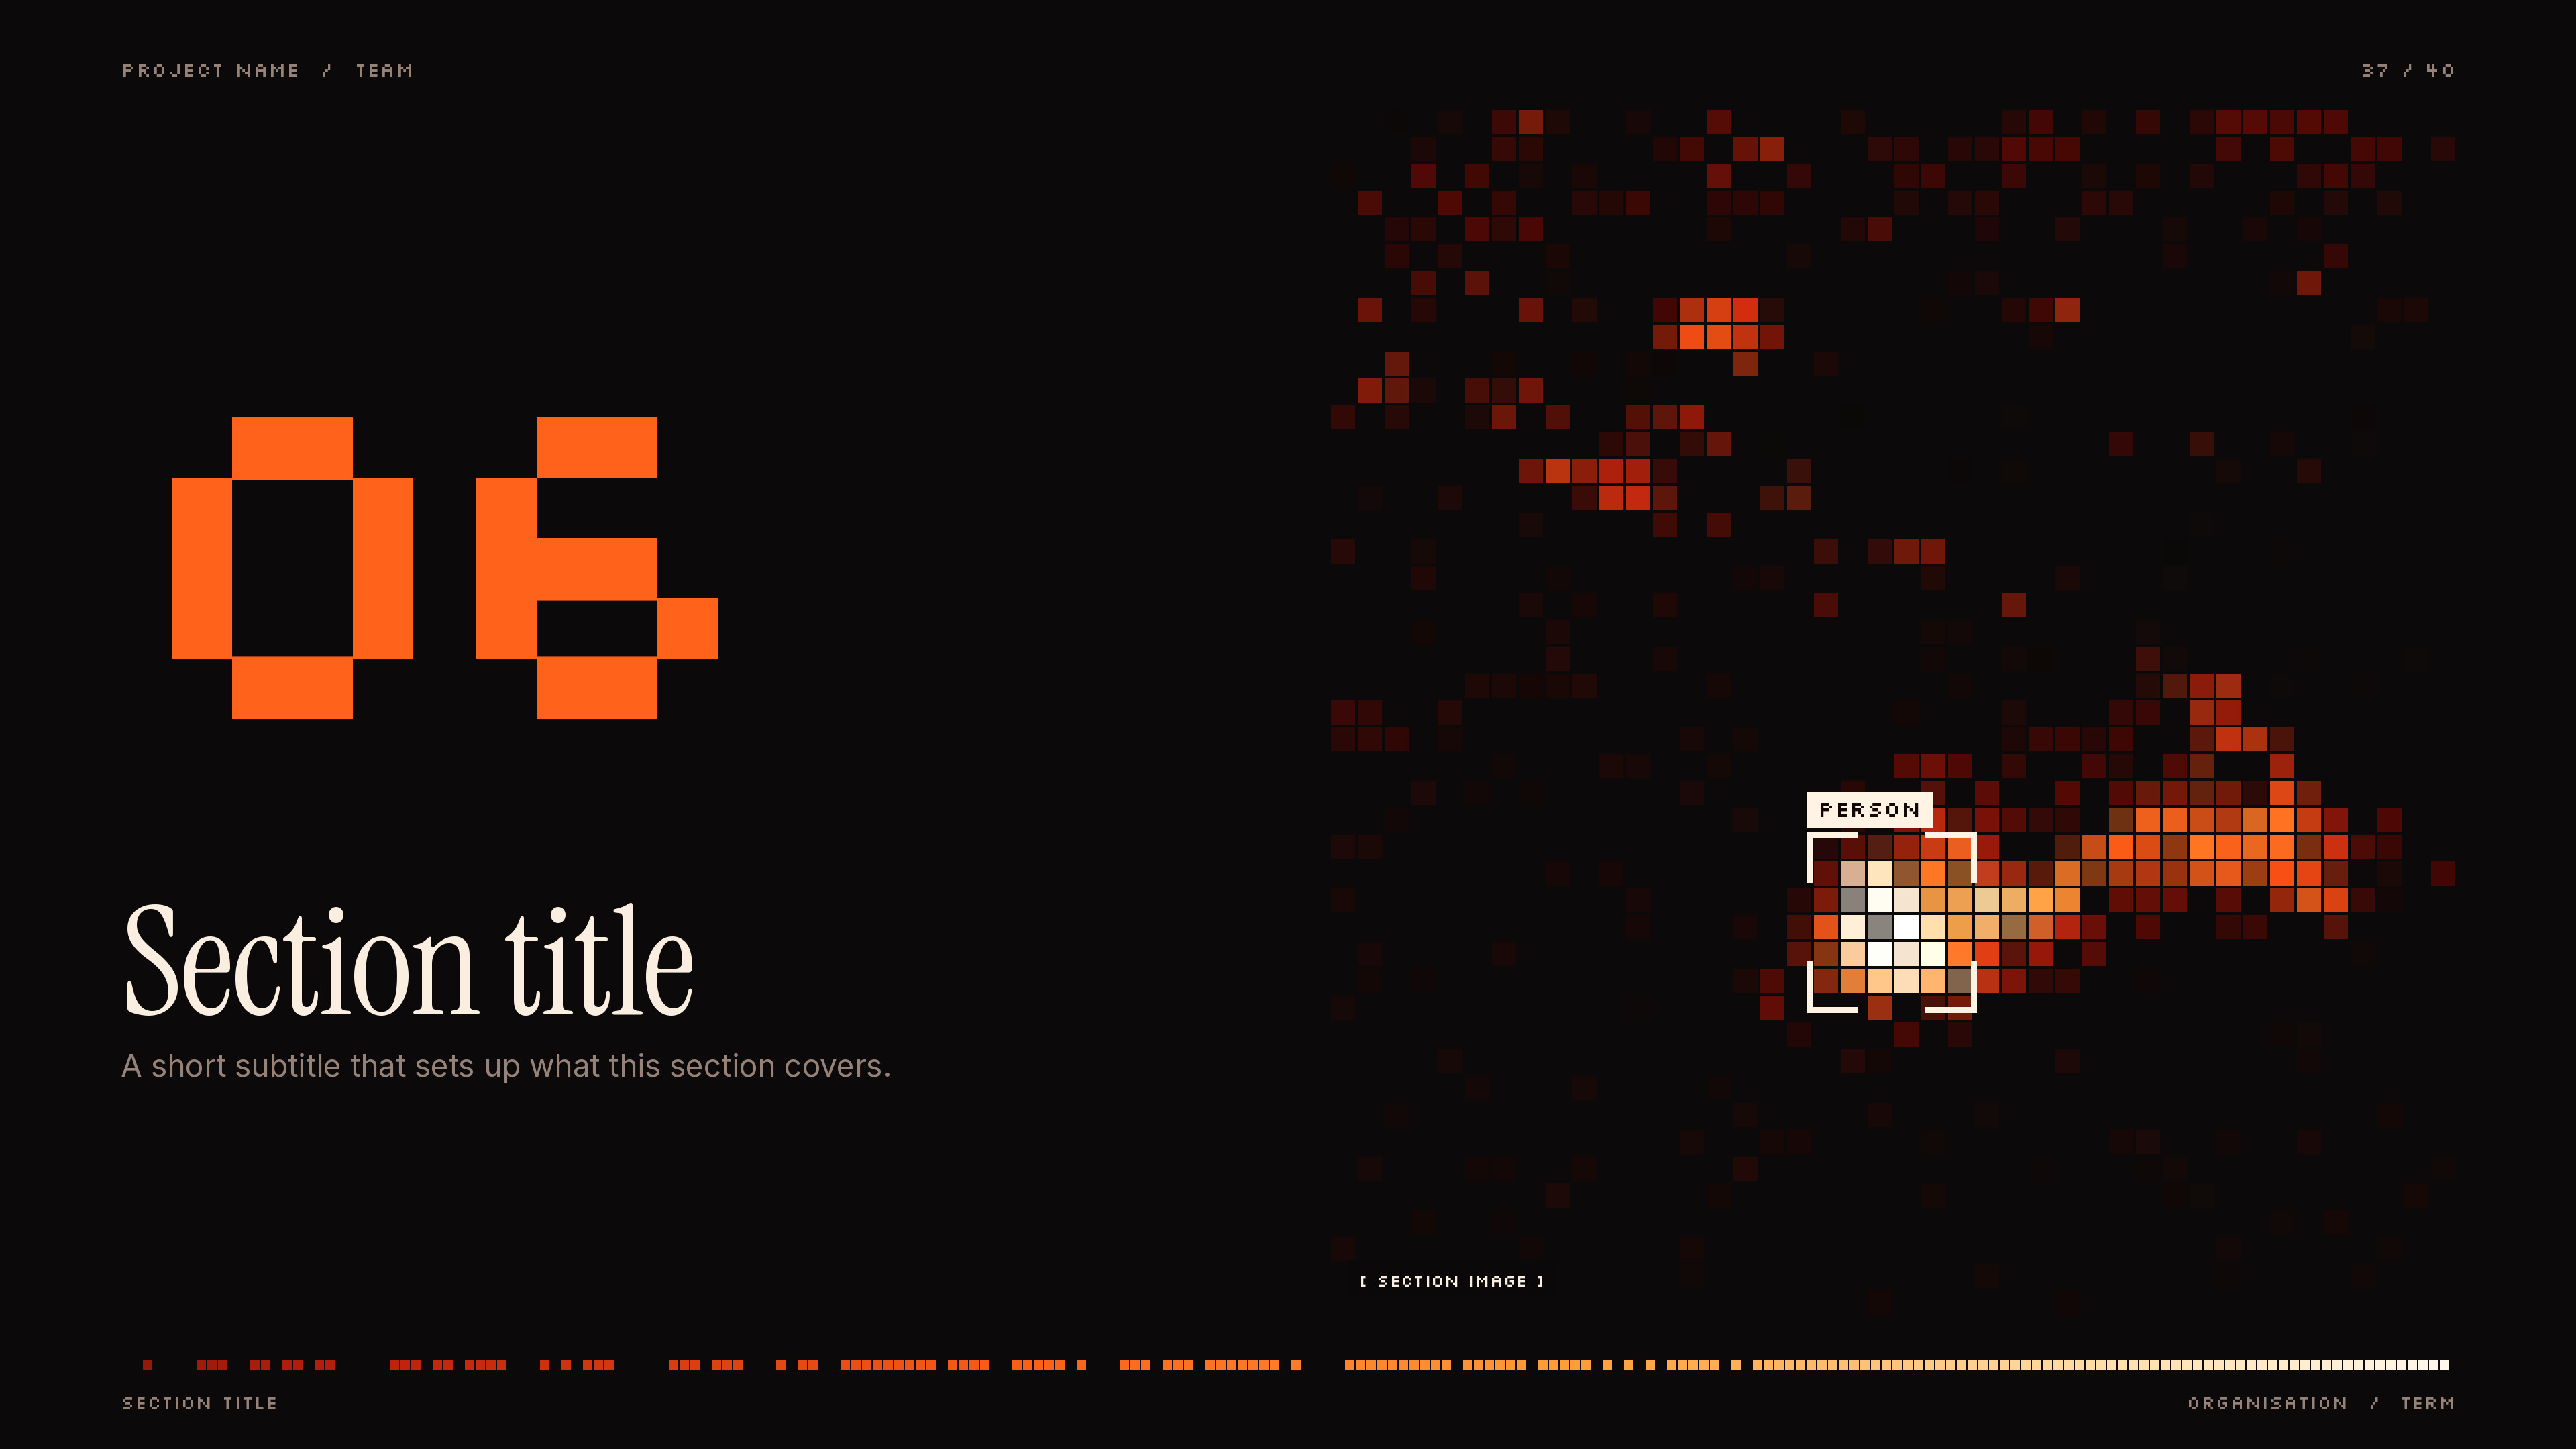 PROJECT NAME / TEAM
37 / 40
06
PERSON
Section title
A short subtitle that sets up what this section covers.
[ SECTION IMAGE ]
SECTION TITLE
ORGANISATION / TERM